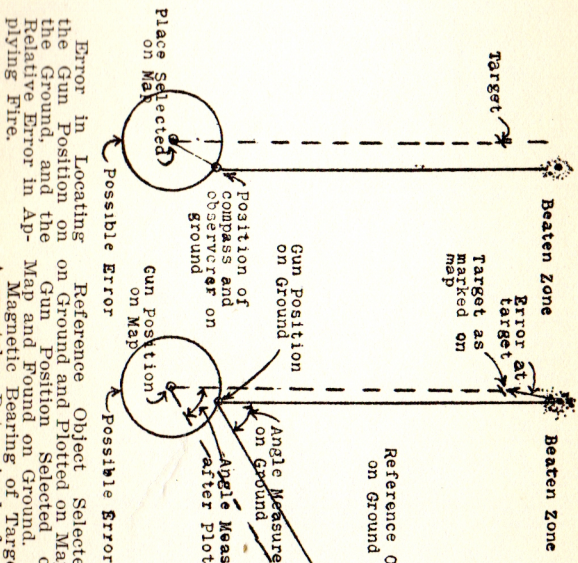 Beaten Zone
Target
Position of
compass and
observcrer on
ground
Place Selected
on Map
Possible Error
Error in Locating
the Gun Position on
the Ground, and the
Relative Error in Ap-
plying Fire.
Beaten Zone
Error at
target
Target as
marked on
map
Reference
on Ground
Gun Position
on Ground
Angle Measure
on Ground
Angle Meas
after Plot
Gun Position
on Map
Possible Error
Reference Object Selecte
on Ground and Plotted on Ma
Gun Position Selected
Map and Found on Ground.
Magnetic Bearing of Targe